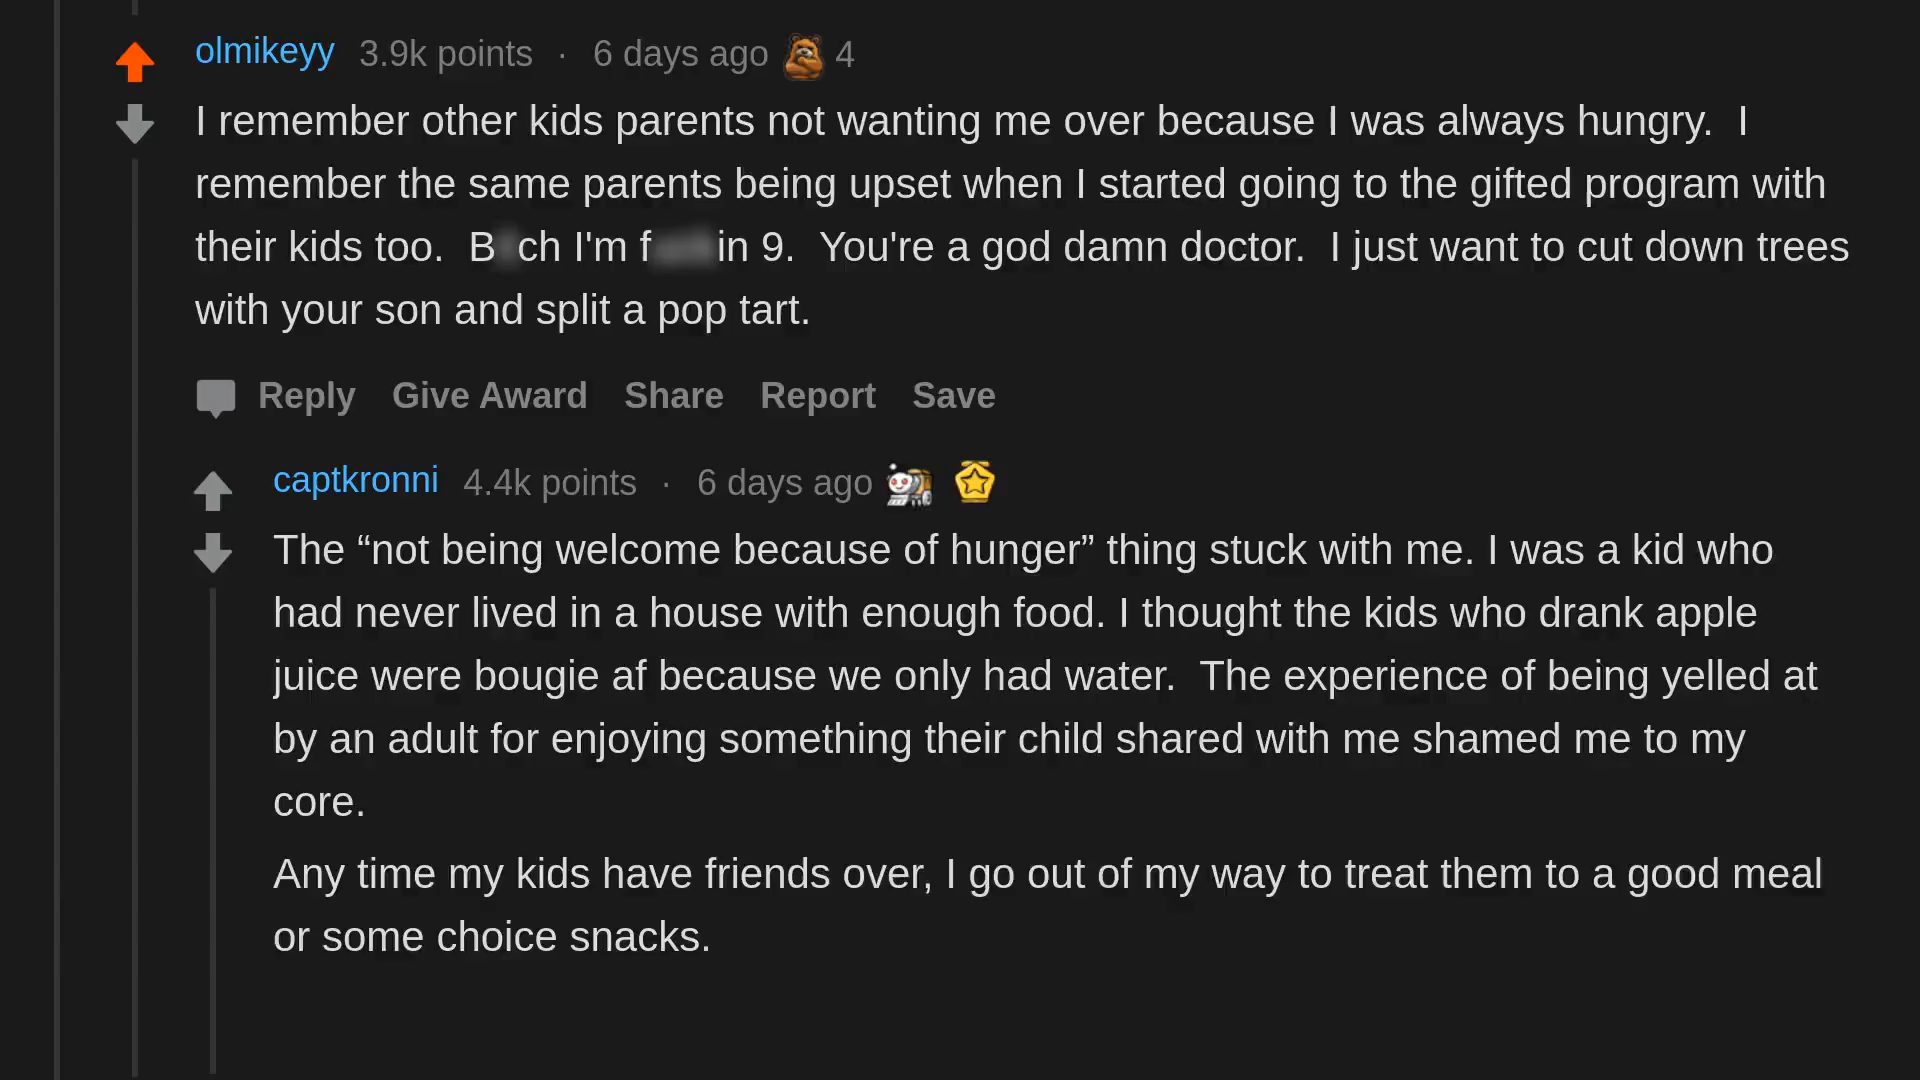 olmikeyy 3.9k points · 6 days ago 4
I remember other kids parents not wanting me over because I was always hungry.  I
remember the same parents being upset when I started going to the gifted program with
their kids too.  B ch I'm f in 9.  You're a god damn doctor.  I just want to cut down trees
with your son and split a pop tart.
Reply Give Award Share Report Save
captkronni 4.4k points · 6 days ago
The “not being welcome because of hunger” thing stuck with me. I was a kid who
had never lived in a house with enough food. I thought the kids who drank apple
juice were bougie af because we only had water.  The experience of being yelled at
by an adult for enjoying something their child shared with me shamed me to my
core.
Any time my kids have friends over, I go out of my way to treat them to a good meal
or some choice snacks.